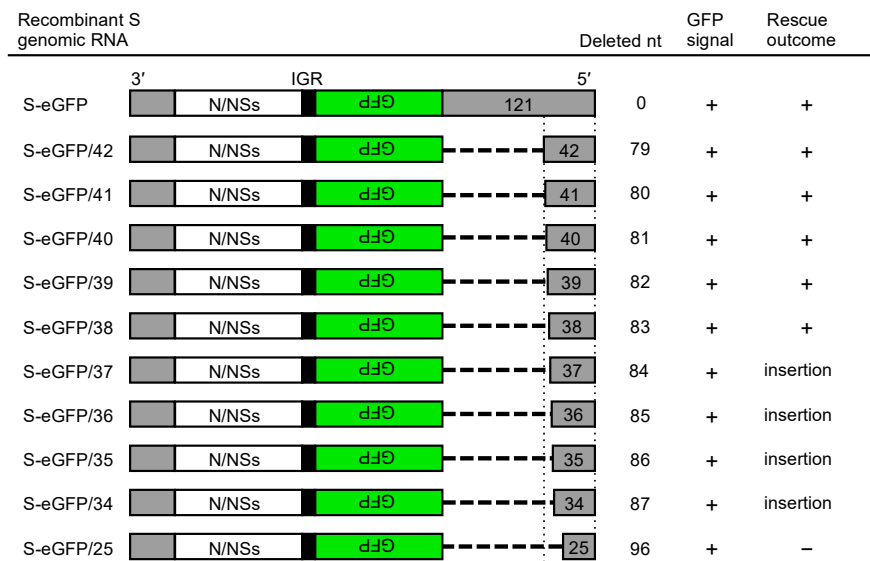 Recombinant S genomic RNA Deleted nt GFP signal Rescue outcome
3′ IGR 5′
S-eGFP N/NSs GFP 121 0 + +
S-eGFP/42 N/NSs GFP 42 79 + +
S-eGFP/41 N/NSs GFP 41 80 + +
S-eGFP/40 N/NSs GFP 40 81 + +
S-eGFP/39 N/NSs GFP 39 82 + +
S-eGFP/38 N/NSs GFP 38 83 + +
S-eGFP/37 N/NSs GFP 37 84 + insertion
S-eGFP/36 N/NSs GFP 36 85 + insertion
S-eGFP/35 N/NSs GFP 35 86 + insertion
S-eGFP/34 N/NSs GFP 34 87 + insertion
S-eGFP/25 N/NSs GFP 25 96 + –